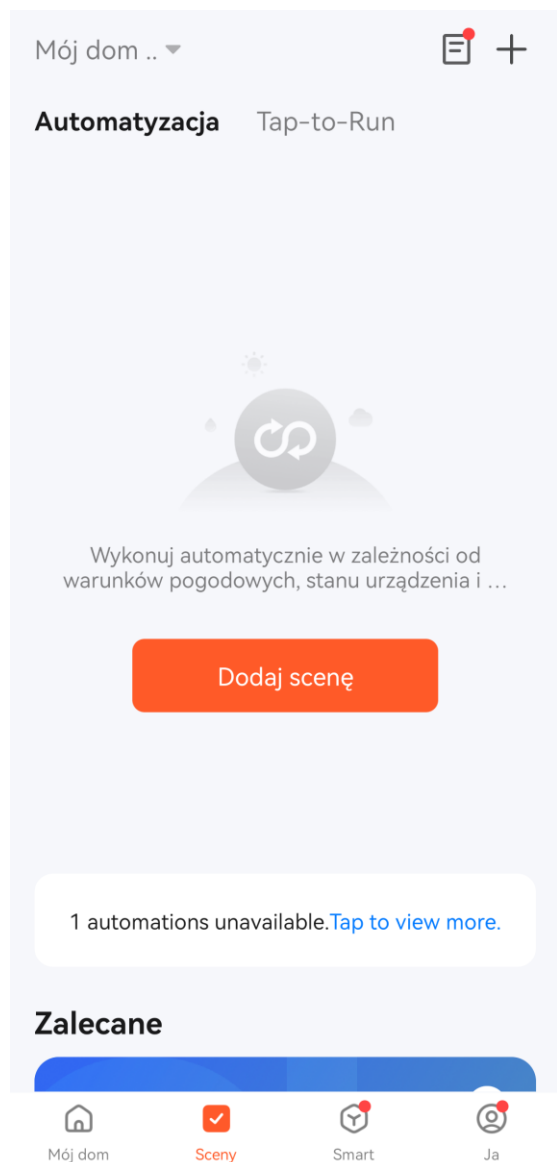 Mój dom ..
Automatyzacja Tap-to-Run
Wykonuj automatycznie w zależności od
warunków pogodowych, stanu urządzenia i ...
Dodaj scenę
1 automations unavailable.Tap to view more.
Zalecane
Mój dom Sceny Smart Ja